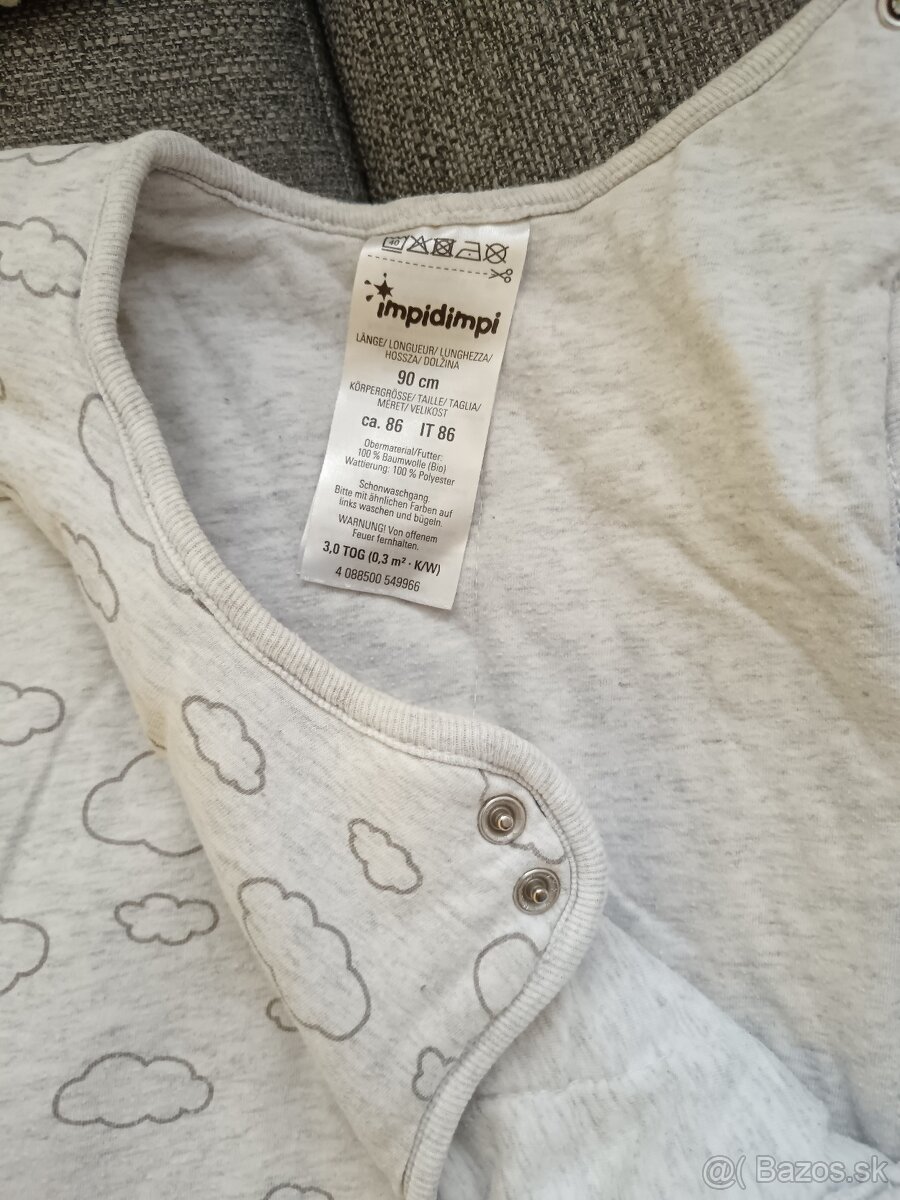 40
impidimpi
LÄNGE/ LONGUEUR/ LUNGHEZZA/
HOSSZA/ DOLŽINA
90 cm
KÖRPERGRÖSSE/ TAILLE/ TAGLIA/
MÉRET/ VELIKOST
ca. 86 IT 86
Obermaterial/Futter:
100 % Baumwolle (Bio)
Wattierung: 100 % Polyester
Schonwaschgang.
Bitte mit ähnlichen Farben auf
links waschen und bügeln.
WARNUNG! Von offenem
Feuer fernhalten.
3,0 TOG (0,3 m² · K/W)
4 088500 549966
@( Bazos.sk